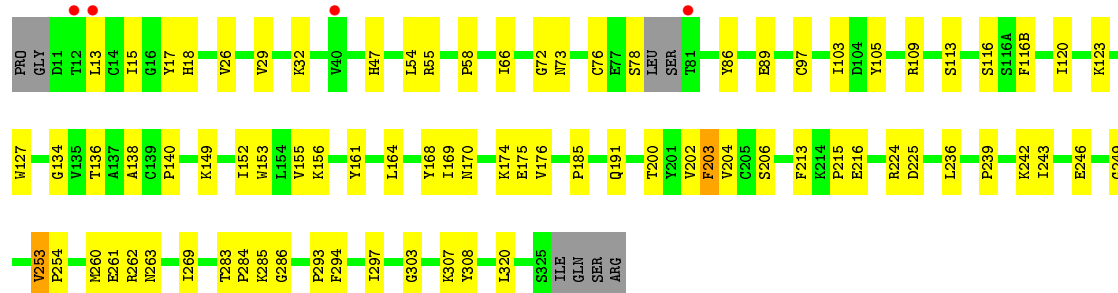 PRO GLY D11 T12 L13 C14 I15 G16 Y17 H18 V26 V29 K32 V40 H47 L54 R55 P58 I66 G72 N73 C76 E77 S78 LEU SER T81 Y86 E89 C97 I103 D104 Y105 R109 S113 S116 S116A F116B I120 K123
W127 G134 V135 T136 A137 A138 C139 P140 K149 I152 W153 L154 V155 K156 Y161 L164 Y168 I169 N170 K174 E175 V176 P185 Q191 T200 Y201 V202 F203 V204 C205 S206 F213 K214 P215 E216 R224 D225 L236 P239 K242 I243 E246
V253 P254 M260 E261 R262 N263 I269 T283 P284 K285 G286 P293 F294 I297 G303 K307 Y308 L320 S325 ILE GLN SER ARG